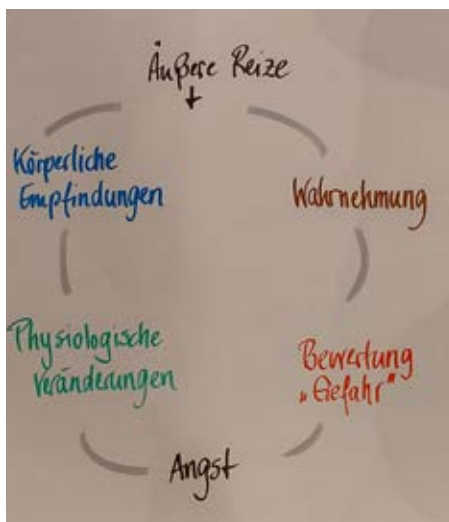 Äußere Reize
Wahrnehmung
Bewertung
„Gefahr"
Angst
Physiologische
Veränderungen
Körperliche
Empfindungen